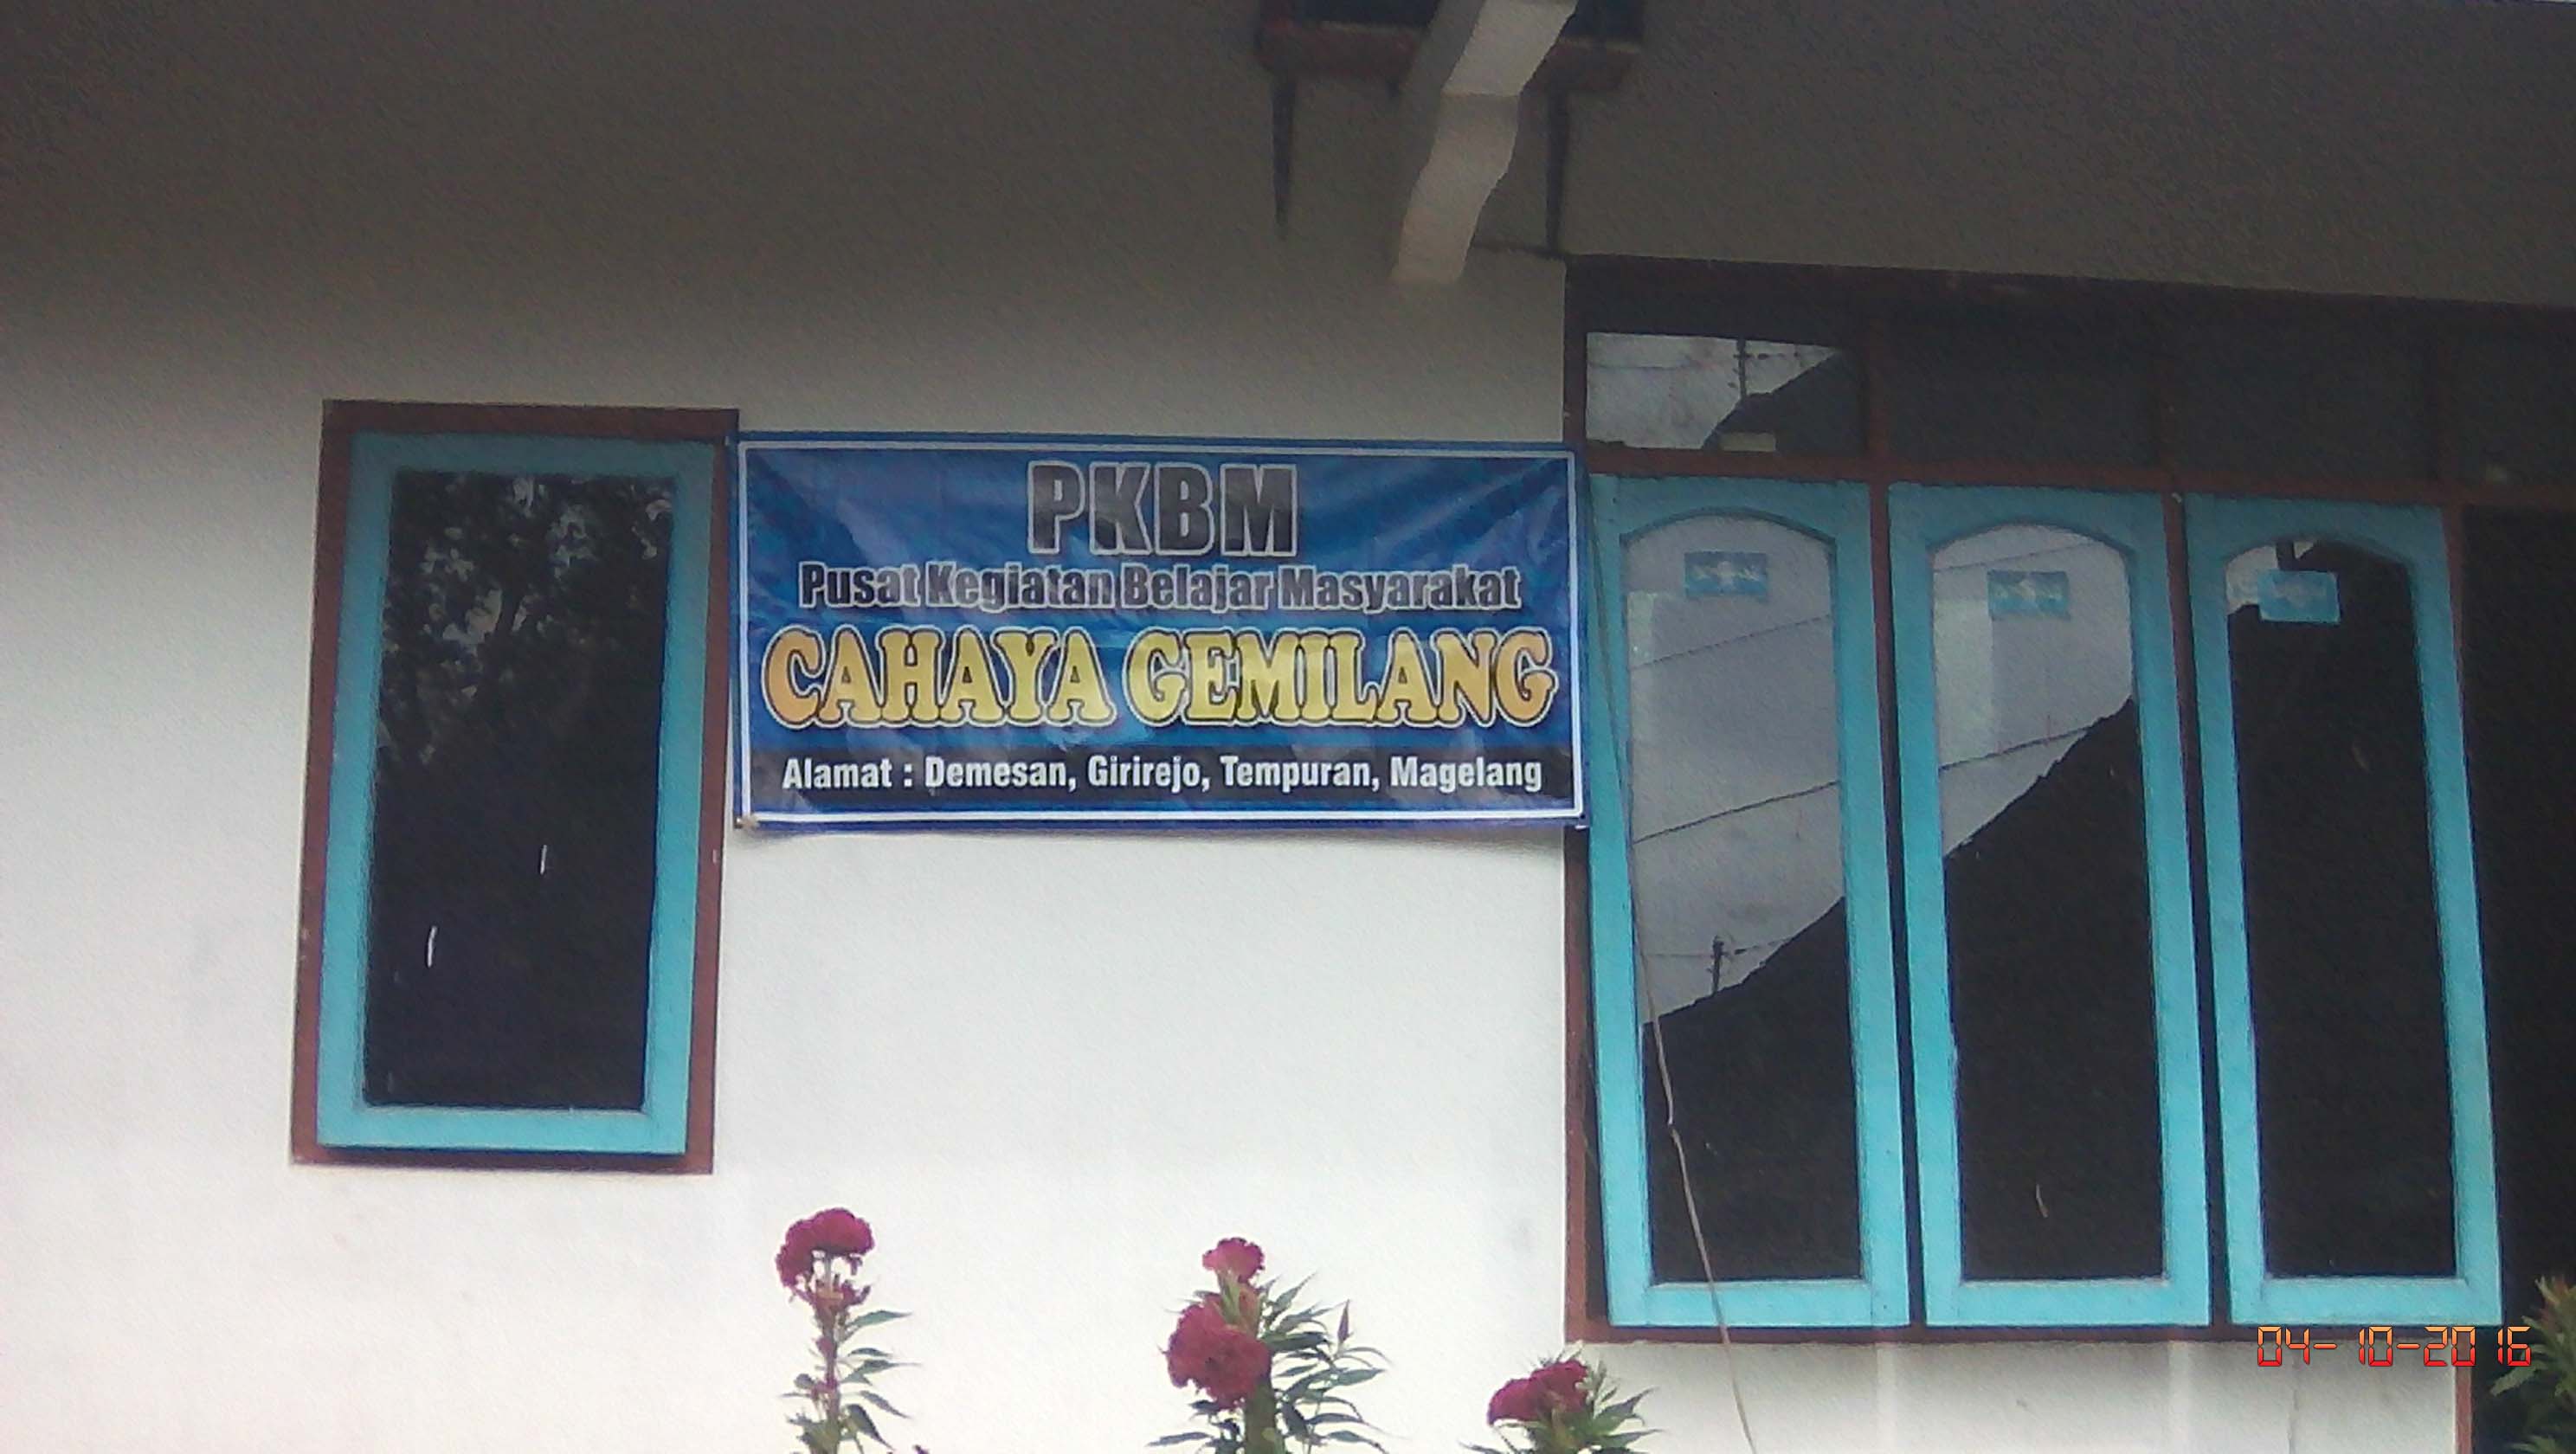 PKBM
Pusat Kegiatan Belajar Masyarakat
CAHAYA GEMILANG
Alamat : Demesan, Girirejo, Tempuran, Magelang
04-10-2016